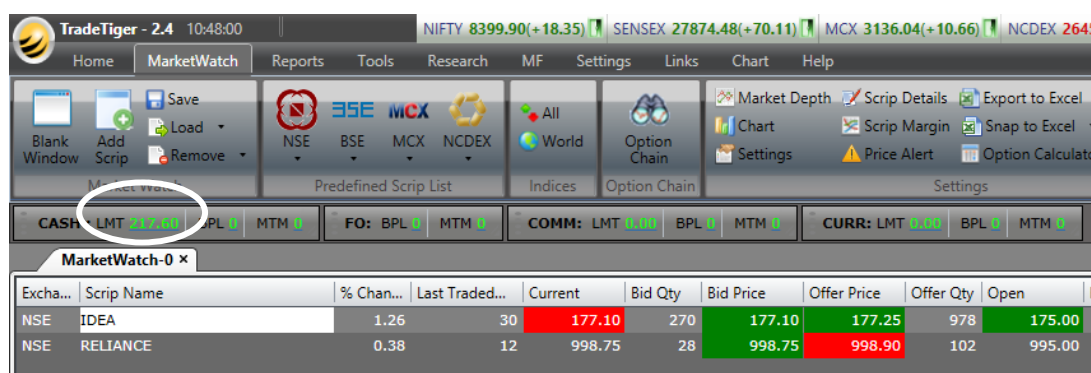 TradeTiger - 2.4 10:48:00 NIFTY 8399.90(+18.35) SENSEX 27874.48(+70.11) MCX 3136.04(+10.66) NCDEX 264
Home MarketWatch Reports Tools Research MF Settings Links Chart Help
Blank Window
Add Scrip
Save
Load
Remove
Market Watch
NSE
BSE BSE
MCX MCX
NCDEX
Predefined Scrip List
All
World
Indices
Option Chain
Option Chain
Market Depth Scrip Details Export to Excel
Chart Scrip Margin Snap to Excel
Settings Price Alert Option Calculat
Settings
CASH: LMT 217.60 BPL 0 MTM 0 FO: BPL 0 MTM 0 COMM: LMT 0.00 BPL 0 MTM 0 CURR: LMT 0.00 BPL 0 MTM 0
MarketWatch-0 ×
Excha... Scrip Name % Chan... Last Traded... Current Bid Qty Bid Price Offer Price Offer Qty Open
NSE IDEA 1.26 30 177.10 270 177.10 177.25 978 175.00
NSE RELIANCE 0.38 12 998.75 28 998.75 998.90 102 995.00